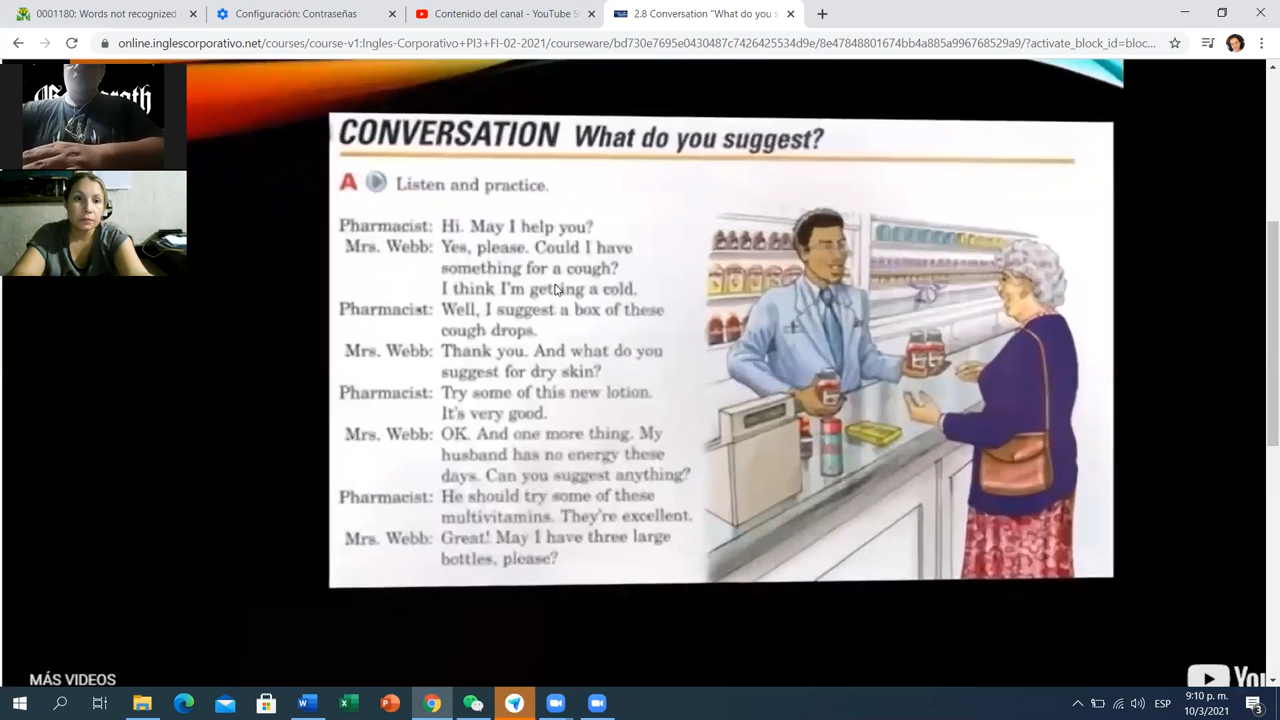 0001180: Words not recognized
Configuración: Contraseña
Contenido del canal - YouTube S
2.8 Conversation "What do you s
online.inglescorporativo.net/courses/course-v1:Ingles-Corporativo+PI3+FI-02-2021/courseware/bd730e7695e0430487c7426425534d9e/8e47848801674bb4a885a996768529a9/?activate_block_id=bloc...
CONVERSATION What do you suggest?
A Listen and practice.
Pharmacist: Hi. May I help you?
Mrs. Webb: Yes, please. Could I have
something for a cough?
I think I'm getting a cold.
Pharmacist: Well, I suggest a box of these
cough drops.
Mrs. Webb: Thank you. And what do you
suggest for dry skin?
Pharmacist: Try some of this new lotion.
It's very good.
Mrs. Webb: OK. And one more thing. My
husband has no energy these
days. Can you suggest anything?
Pharmacist: He should try some of these
multivitamins. They're excellent.
Mrs. Webb: Great! May I have three large
bottles, please?
MÁS VIDEOS
ESP
9:10 p. m.
10/3/2021
3